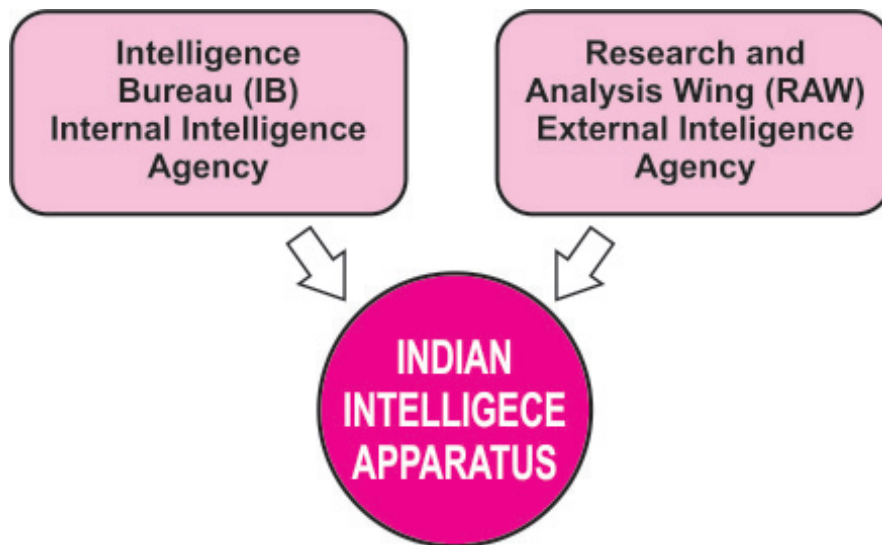 Intelligence
Bureau (IB)
Internal Intelligence
Agency
Research and
Analysis Wing (RAW)
External Inteligence
Agency
INDIAN
INTELLIGECE
APPARATUS